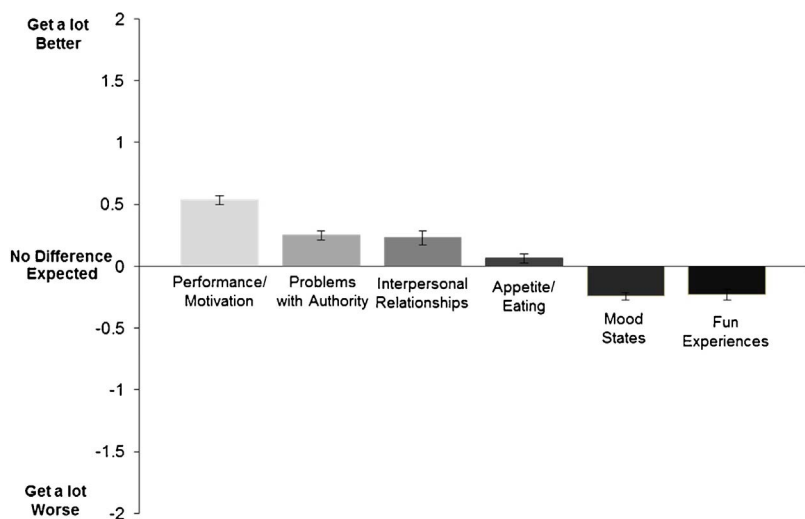 Get a lot
Better
2
1.5
1
0.5
No Difference
Expected
0
Performance/
Motivation
Problems
with Authority
Interpersonal
Relationships
Appetite/
Eating
Mood
States
Fun
Experiences
-0.5
-1
-1.5
Get a lot
Worse
-2